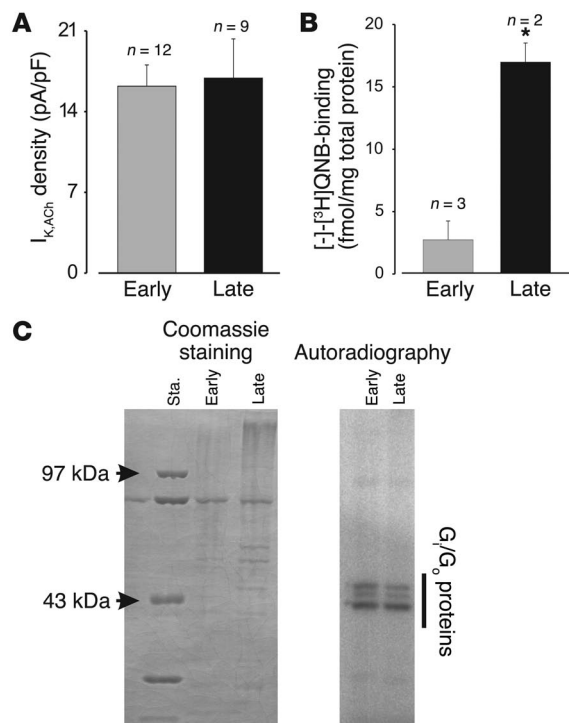 A
21
14
7
0
I K,ACh density (pA/pF)
n = 12
n = 9
Early
Late
B
20
15
10
5
0
[-]-[³H]QNB-binding
(fmol/mg total protein)
n = 3
n = 2
*
Early
Late
C
Coomassie
staining
Autoradiography
Sta.
Early
Late
Early
Late
97 kDa
43 kDa
Gi/Go proteins